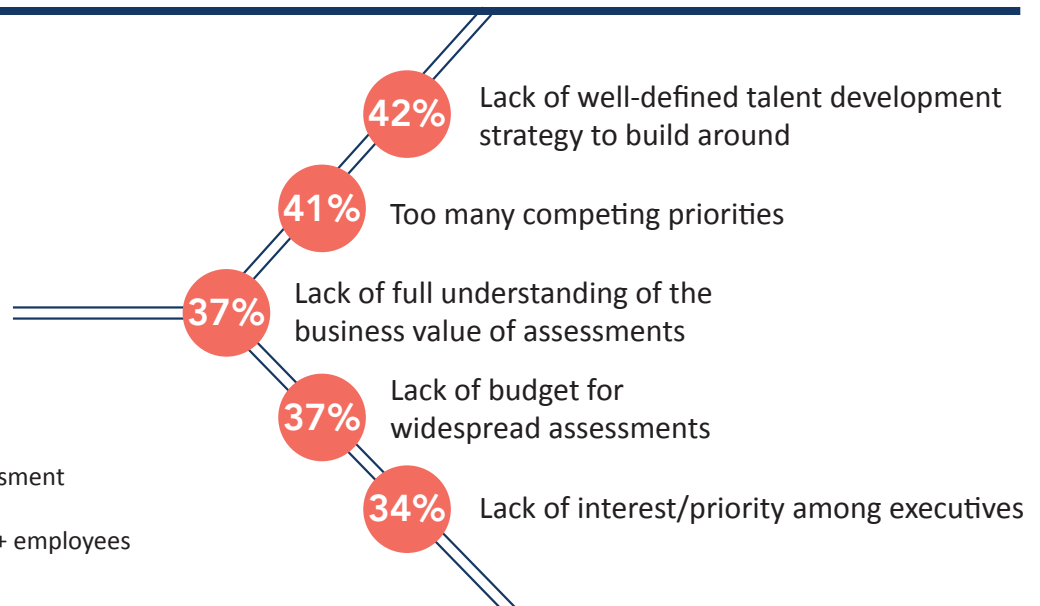 42%
Lack of well-defined talent development
strategy to build around
41%
Too many competing priorities
37%
Lack of full understanding of the
business value of assessments
37%
Lack of budget for
widespread assessments
34%
Lack of interest/priority among executives
+ employees